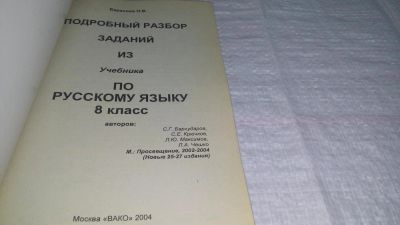 ПОДРОБНЫЙ РАЗБОР
ЗАДАНИЙ
ИЗ
Учебника
ПО
РУССКОМУ ЯЗЫКУ
8 класс
авторов:
С.Г. Бархударов,
С.Е. Крючков,
Л.Ю. Максимов,
Л.А. Чешко
М.: Просвещение, 2002-2004
(Новые 25-27 издания)
Москва «ВАКО» 2004